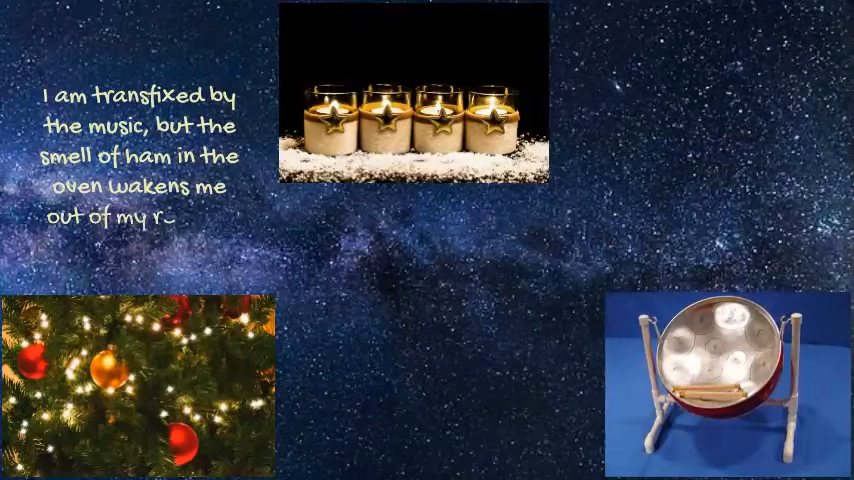 I am transfixed by
the music, but the
smell of ham in the
oven wakens me
out of my